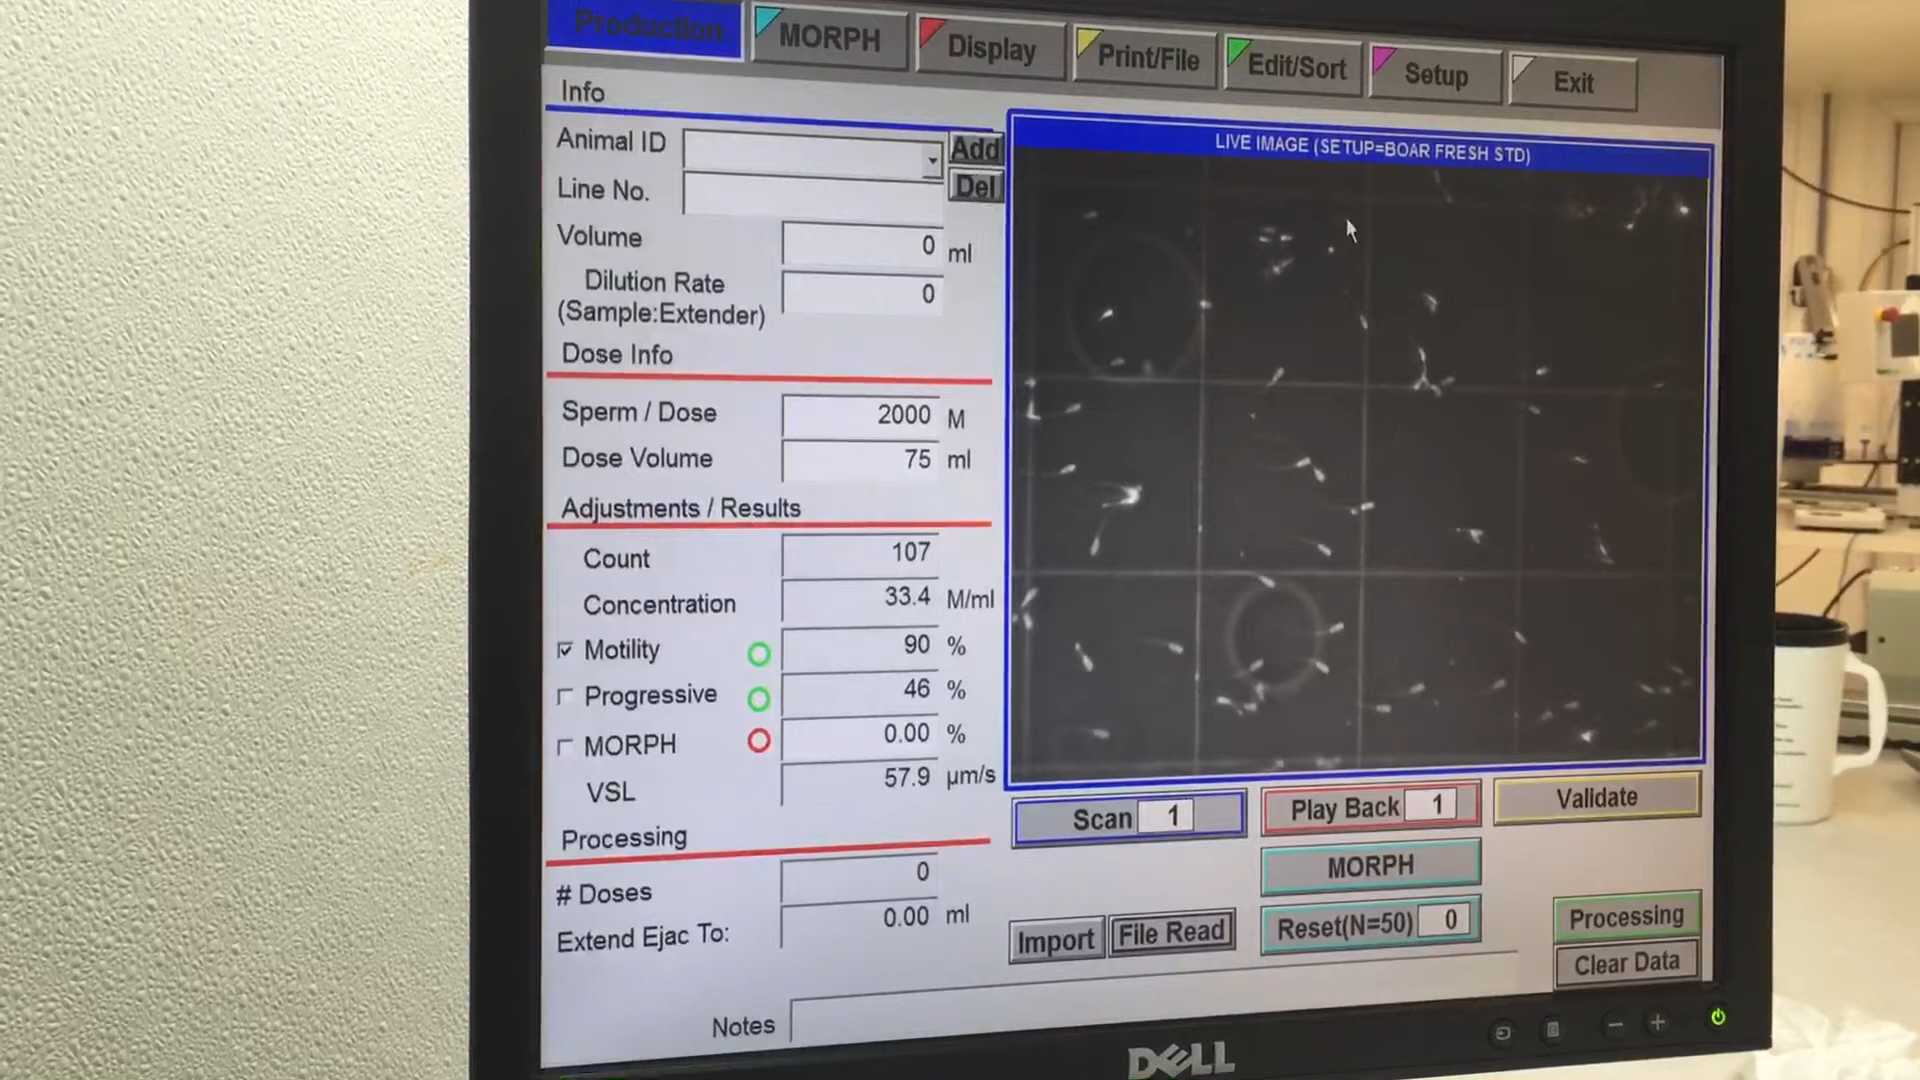 Production
MORPH
Display
Print/File
Edit/Sort
Setup
Exit
Info
Animal ID
Add
Line No.
Del
Volume 0 ml
Dilution Rate 0
(Sample:Extender)
Dose Info
Sperm / Dose 2000 M
Dose Volume 75 ml
Adjustments / Results
Count 107
Concentration 33.4 M/ml
Motility 90 %
Progressive 46 %
MORPH 0.00 %
VSL 57.9 µm/s
Processing
# Doses 0
Extend Ejac To: 0.00 ml
Notes
LIVE IMAGE (SETUP=BOAR FRESH STD)
Scan 1
Play Back 1
Validate
MORPH
Import
File Read
Reset(N=50) 0
Processing
Clear Data
DELL